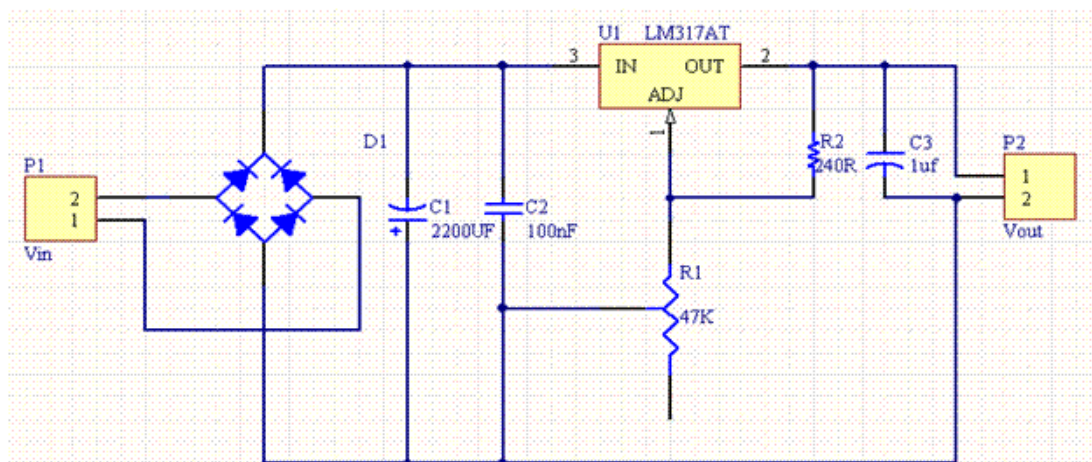 U1 LM317AT
3 IN OUT 2
ADJ
1
D1
P1
2
1
Vin
C1
2200UF
+
C2
100nF
R2
240R
C3
1uf
P2
1
2
Vout
R1
47K